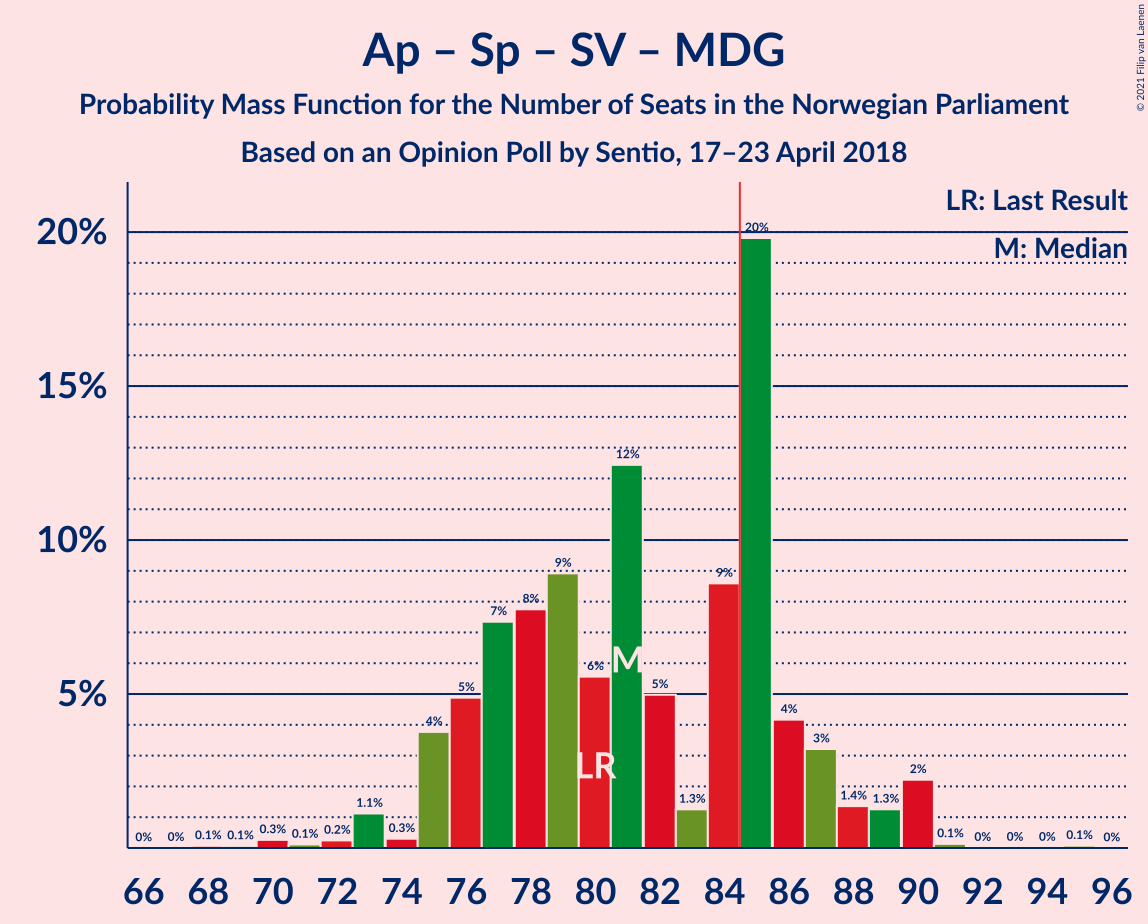 Ap – Sp – SV – MDG
Probability Mass Function for the Number of Seats in the Norwegian Parliament
Based on an Opinion Poll by Sentio, 17–23 April 2018
© 2021 Filip van Laenen
LR: Last Result
M: Median
20%
15%
10%
5%
0% 0% 0.1% 0.1% 0.3% 0.1% 0.2% 1.1% 0.3% 4% 5% 7% 8% 9% 6% 12% 5% 1.3% 9% 20% 4% 3% 1.4% 1.3% 2% 0.1% 0% 0% 0% 0.1% 0%
M
LR
66 68 70 72 74 76 78 80 82 84 86 88 90 92 94 96